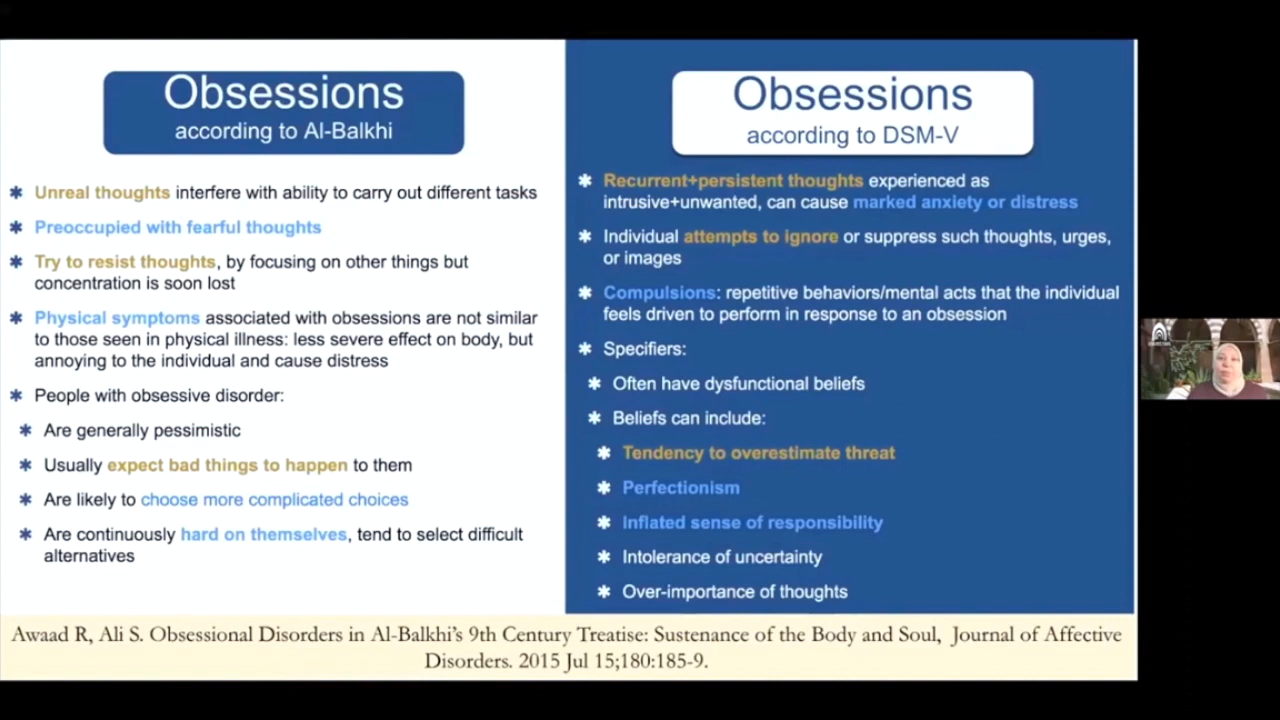 Obsessions
according to Al-Balkhi
✱ Unreal thoughts interfere with ability to carry out different tasks
✱ Preoccupied with fearful thoughts
✱ Try to resist thoughts, by focusing on other things but
concentration is soon lost
✱ Physical symptoms associated with obsessions are not similar
to those seen in physical illness: less severe effect on body, but
annoying to the individual and cause distress
✱ People with obsessive disorder:
✱ Are generally pessimistic
✱ Usually expect bad things to happen to them
✱ Are likely to choose more complicated choices
✱ Are continuously hard on themselves, tend to select difficult
alternatives
Obsessions
according to DSM-V
✱ Recurrent+persistent thoughts experienced as
intrusive+unwanted, can cause marked anxiety or distress
✱ Individual attempts to ignore or suppress such thoughts, urges,
or images
✱ Compulsions: repetitive behaviors/mental acts that the individual
feels driven to perform in response to an obsession
✱ Specifiers:
✱ Often have dysfunctional beliefs
✱ Beliefs can include:
✱ Tendency to overestimate threat
✱ Perfectionism
✱ Inflated sense of responsibility
✱ Intolerance of uncertainty
✱ Over-importance of thoughts
Awaad R, Ali S. Obsessional Disorders in Al-Balkhi's 9th Century Treatise: Sustenance of the Body and Soul, Journal of Affective
Disorders. 2015 Jul 15;180:185-9.